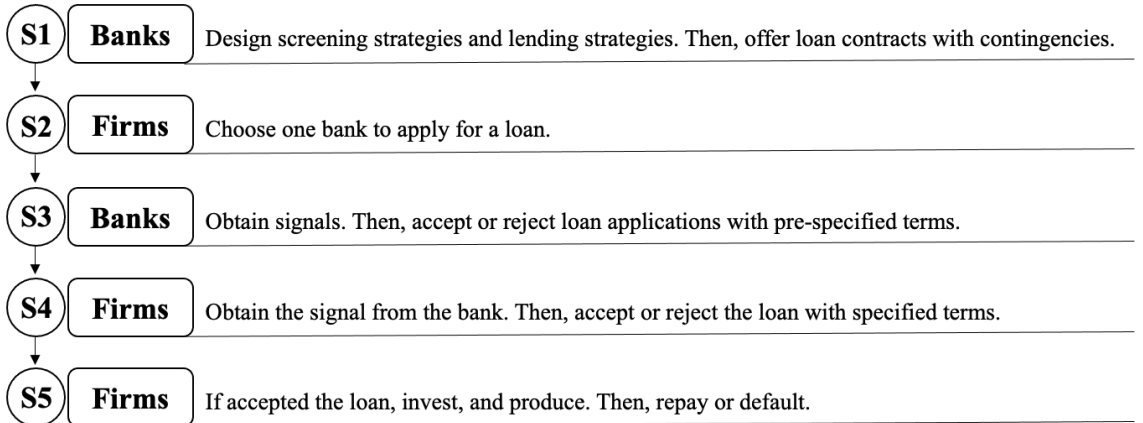 S1 Banks Design screening strategies and lending strategies. Then, offer loan contracts with contingencies.
S2 Firms Choose one bank to apply for a loan.
S3 Banks Obtain signals. Then, accept or reject loan applications with pre-specified terms.
S4 Firms Obtain the signal from the bank. Then, accept or reject the loan with specified terms.
S5 Firms If accepted the loan, invest, and produce. Then, repay or default.